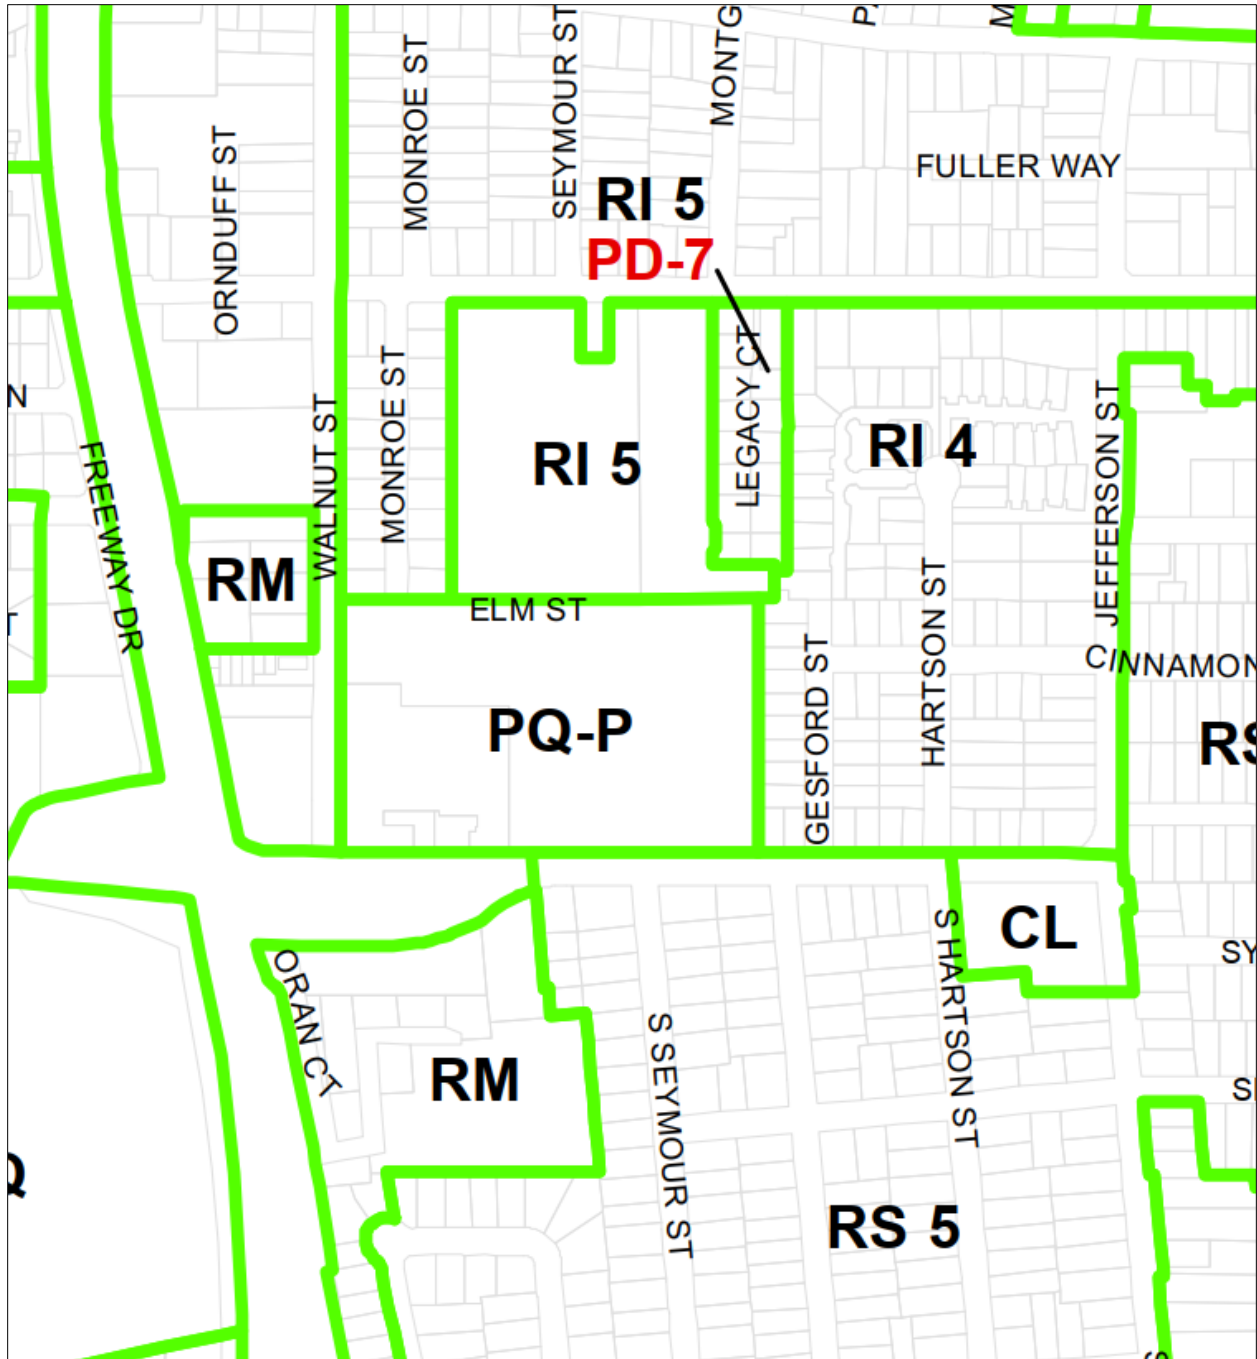 MONROE ST
SEYMOUR ST
MONTG
ORNDUFF ST
FULLER WAY
RI 5
PD-7
N
FREEWAY DR
WALNUT ST
MONROE ST
RI 5
LEGACY CT
RI 4
JEFFERSON ST
RM
ELM ST
HARTSON ST
CINNAMON
GESFORD ST
PQ-P
RS
ORAN CT
S HARTSON ST
CL
SY
RM
S SEYMOUR ST
Q
RS 5